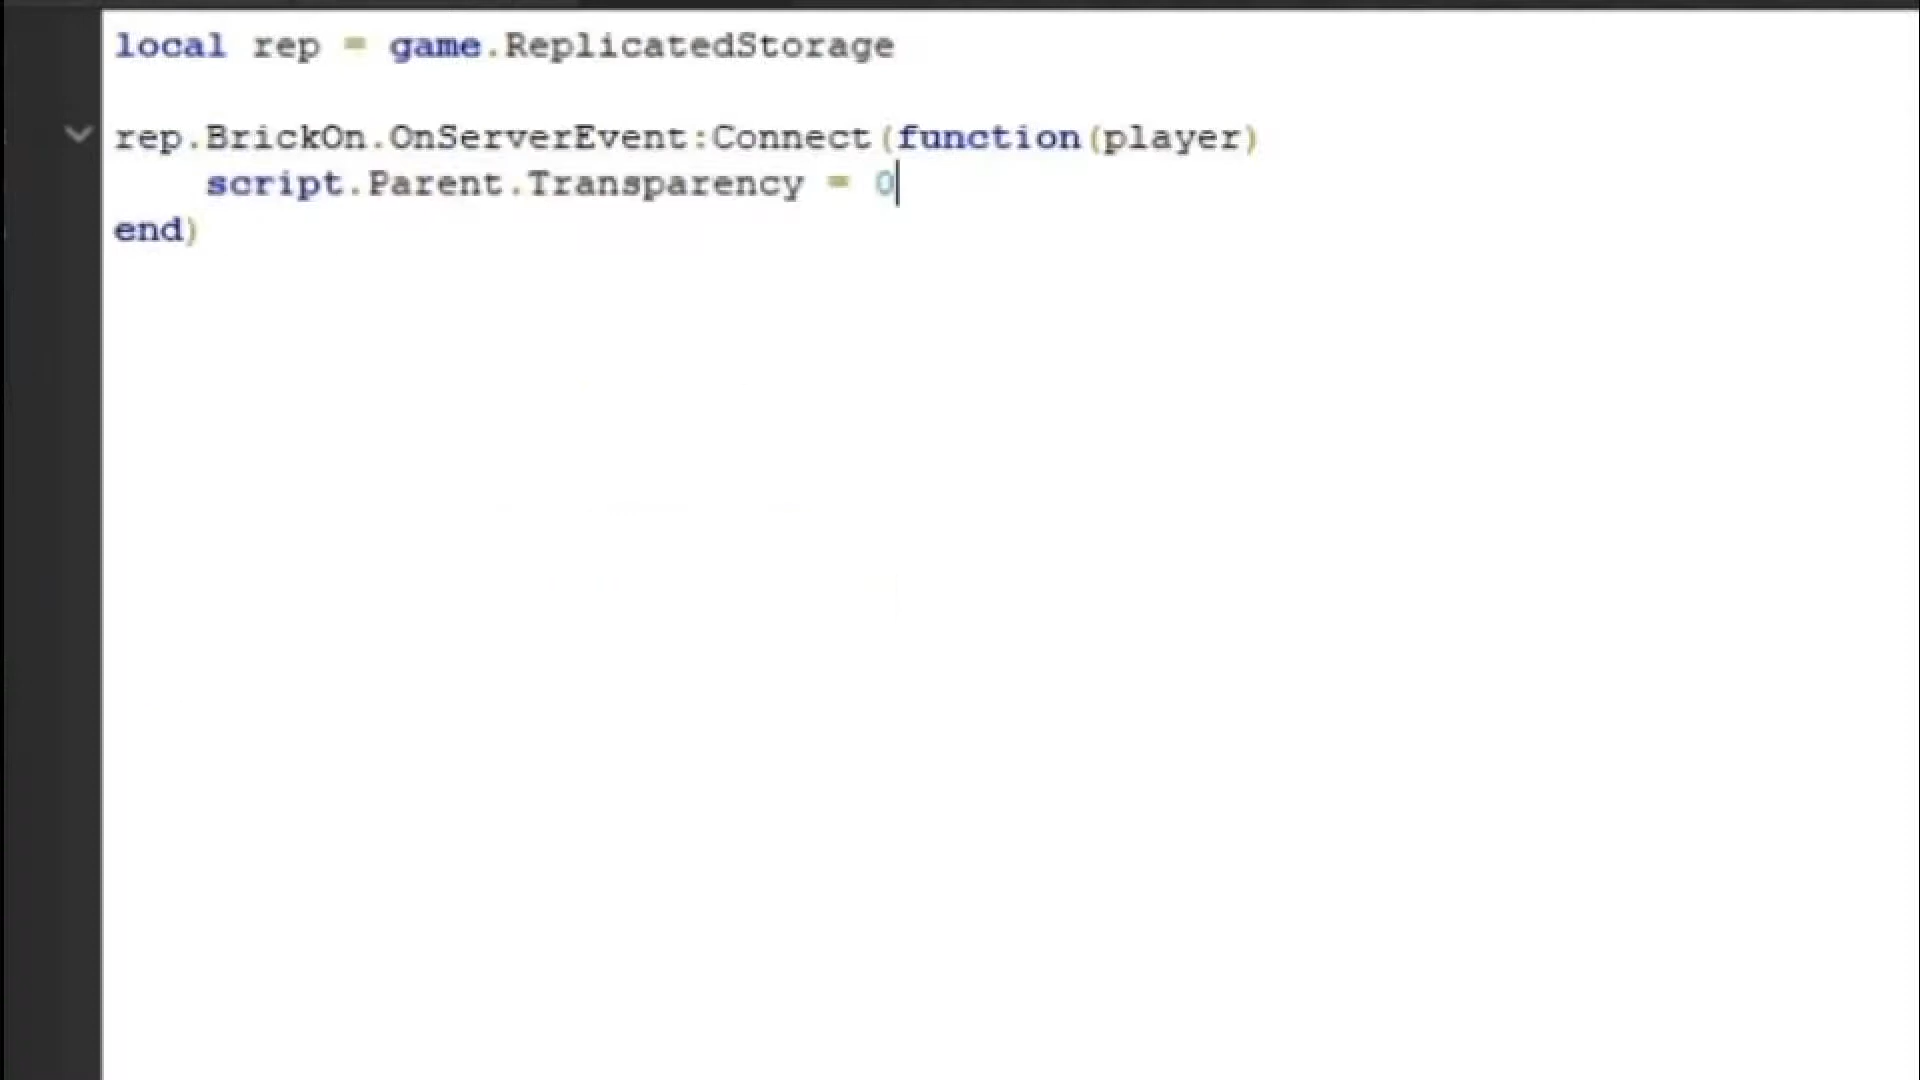 local rep = game.ReplicatedStorage
rep.BrickOn.OnServerEvent:Connect(function(player)
script.Parent.Transparency = 0
end)